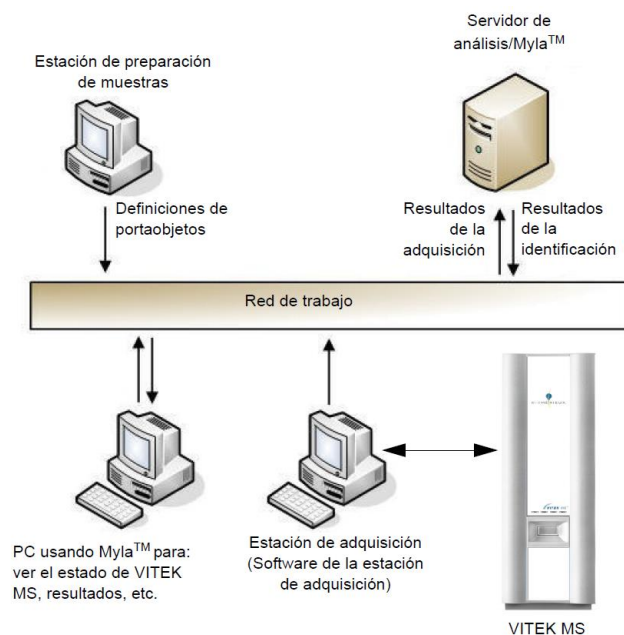 Servidor de
análisis/Myla™
Estación de preparación
de muestras
Definiciones de
portaobjetos
Resultados
de la
adquisición
Resultados
de la
identificación
Red de trabajo
PC usando Myla™ para:
ver el estado de VITEK
MS, resultados, etc.
Estación de adquisición
(Software de la estación
de adquisición)
VITEK MS